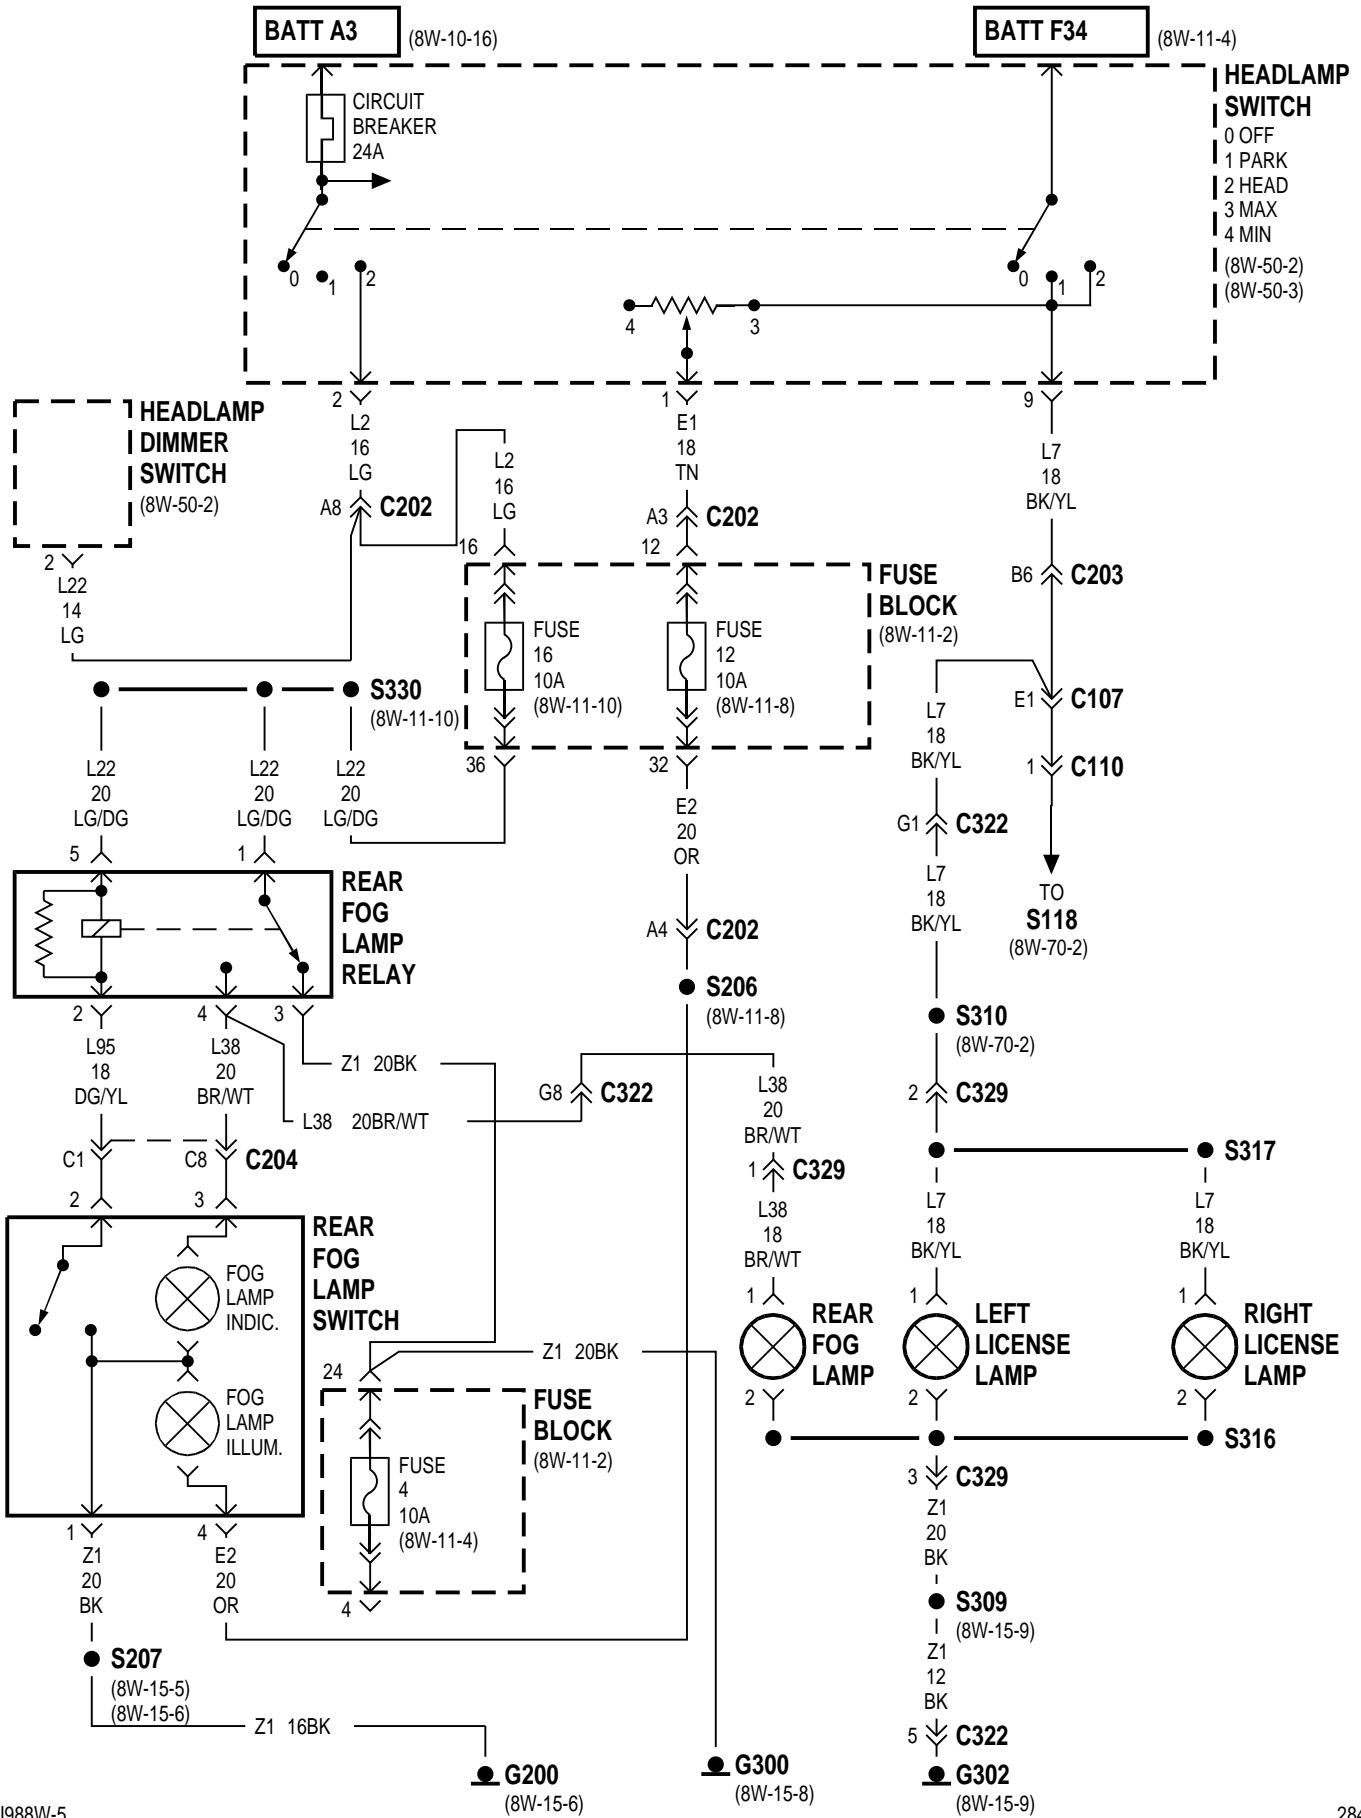 BATT A3
(8W-10-16)
BATT F34
(8W-11-4)
HEADLAMP
SWITCH
0 OFF
1 PARK
2 HEAD
3 MAX
4 MIN
(8W-50-2)
(8W-50-3)
CIRCUIT
BREAKER
24A
0
1
2
0
1
2
4
3
2
1
9
HEADLAMP
DIMMER
SWITCH
(8W-50-2)
L2
16
LG
A8
C202
L2
16
LG
16
E1
18
TN
A3
C202
12
L7
18
BK/YL
B6
C203
2
L22
14
LG
FUSE
BLOCK
(8W-11-2)
FUSE
16
10A
(8W-11-10)
FUSE
12
10A
(8W-11-8)
S330
(8W-11-10)
E1
C107
1
C110
TO
S118
(8W-70-2)
L7
18
BK/YL
G1
C322
L7
18
BK/YL
36
32
L22
20
LG/DG
L22
20
LG/DG
L22
20
LG/DG
E2
20
OR
5
1
REAR
FOG
LAMP
RELAY
A4
C202
S206
(8W-11-8)
S310
(8W-70-2)
2
4
3
L95
18
DG/YL
L38
20
BR/WT
Z1 20BK
L38 20BR/WT
G8
C322
L38
20
BR/WT
2
C329
C1
C8
C204
1
C329
S317
2
3
L38
18
BR/WT
L7
18
BK/YL
L7
18
BK/YL
REAR
FOG
LAMP
SWITCH
FOG
LAMP
INDIC.
FOG
LAMP
ILLUM.
1
REAR
FOG
LAMP
2
1
LEFT
LICENSE
LAMP
2
1
RIGHT
LICENSE
LAMP
2
Z1 20BK
24
FUSE
BLOCK
(8W-11-2)
FUSE
4
10A
(8W-11-4)
4
S316
3
C329
Z1
20
BK
1
4
Z1
20
BK
E2
20
OR
S309
(8W-15-9)
Z1
12
BK
S207
(8W-15-5)
(8W-15-6)
Z1 16BK
5
C322
G200
(8W-15-6)
G300
(8W-15-8)
G302
(8W-15-9)
J988W-5
284